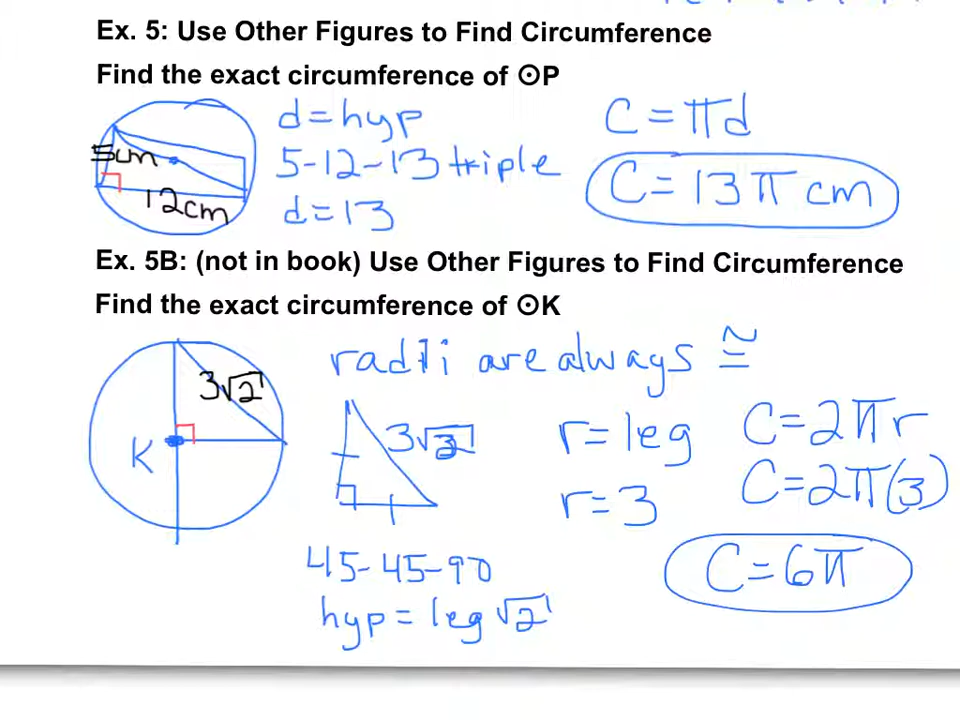 Ex. 5: Use Other Figures to Find Circumference
Find the exact circumference of ⊙P
5cm
12cm
d = hyp
5-12-13 triple
d = 13
C = πd
C = 13π cm
Ex. 5B: (not in book) Use Other Figures to Find Circumference
Find the exact circumference of ⊙K
3√2
K
radii are always ≅
3√2
45-45-90
hyp = leg √2
r = leg
r = 3
C = 2πr
C = 2π(3)
C = 6π